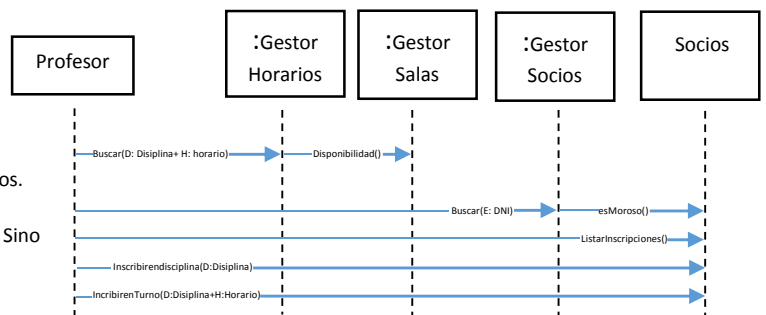 Profesor
:Gestor
Horarios
:Gestor
Salas
:Gestor
Socios
Socios
Buscar(D: Disiplina+ H: horario)
Disponibilidad()
os.
Buscar(E: DNI)
esMoroso()
Sino
ListarInscripciones()
Inscribirendisciplina(D:Disiplina)
IncribirenTurno(D:Disiplina+H:Horario)